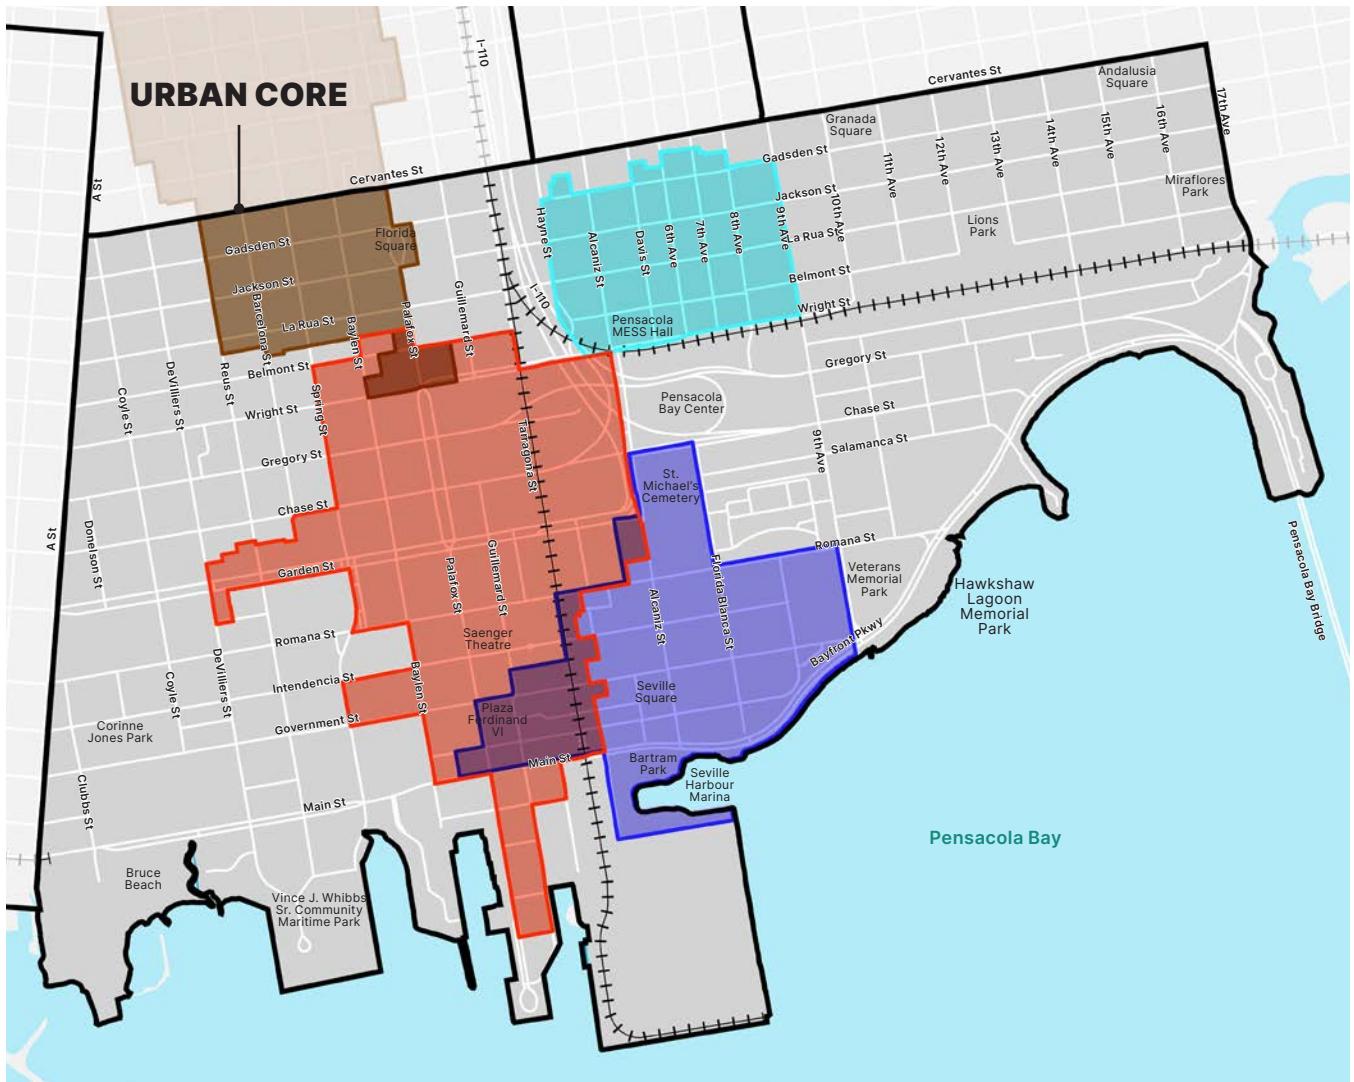 I-110
URBAN CORE
Cervantes St
Andalusia
Square
17th Ave
Granada
Square
16th Ave
15th Ave
14th Ave
13th Ave
12th Ave
11th Ave
Gadsden St
Cervantes St
A St
Miraflores
Park
Jackson St
10th Ave
Lions
Park
La Rua St
9th Ave
8th Ave
7th Ave
6th Ave
Davis St
Alcaniz St
Hayne St
Florida
Square
Gadsden St
Belmont St
Jackson St
I-110
Wright St
Barcelona St
La Rua St
Baylen St
Palafox St
Guillemard St
Pensacola
MESS Hall
Gregory St
Belmont St
Reus St
DeVilliers St
Coyle St
Spring St
Wright St
Pensacola
Bay Center
Chase St
Salamanca St
9th Ave
Gregory St
Tarragona St
St.
Michael's
Cemetery
Chase St
A St
Donelson St
Romana St
Pensacola Bay Bridge
Garden St
Palafox St
Guillemard St
Alcaniz St
Florida Blanca St
Veterans
Memorial
Park
Hawkshaw
Lagoon
Memorial
Park
Romana St
Saenger
Theatre
Bayfront Pkwy
Coyle St
DeVilliers St
Intendencia St
Baylen St
Seville
Square
Government St
Plaza
Ferdinand
VI
Corinne
Jones Park
Main St
Bartram
Park
Seville
Harbour
Marina
Clubbs St
Main St
Pensacola Bay
Bruce
Beach
Vince J. Whibbs
Sr. Community
Maritime Park